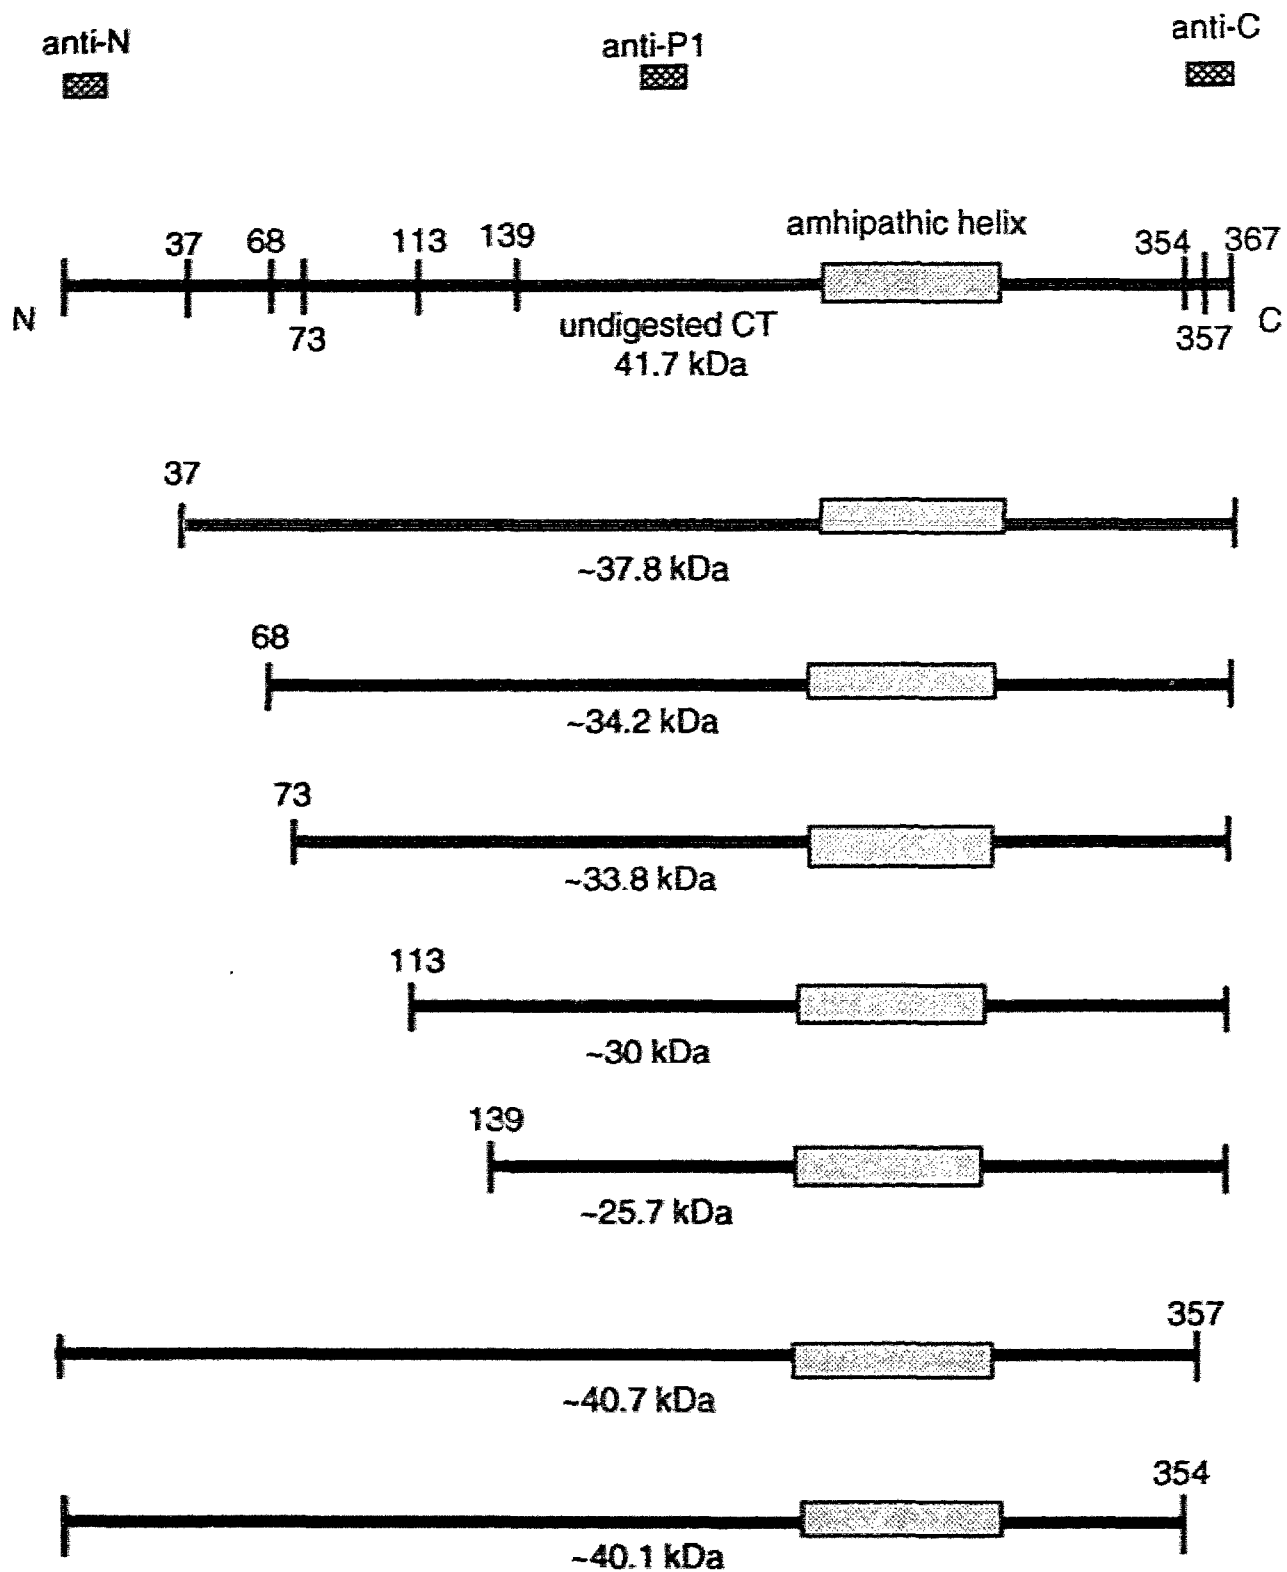 anti-N
anti-P1
anti-C
amhipathic helix
37 68 113 139 354 367
N
73
undigested CT
357
C
41.7 kDa
37
~37.8 kDa
68
~34.2 kDa
73
~33.8 kDa
113
~30 kDa
139
~25.7 kDa
357
~40.7 kDa
354
~40.1 kDa